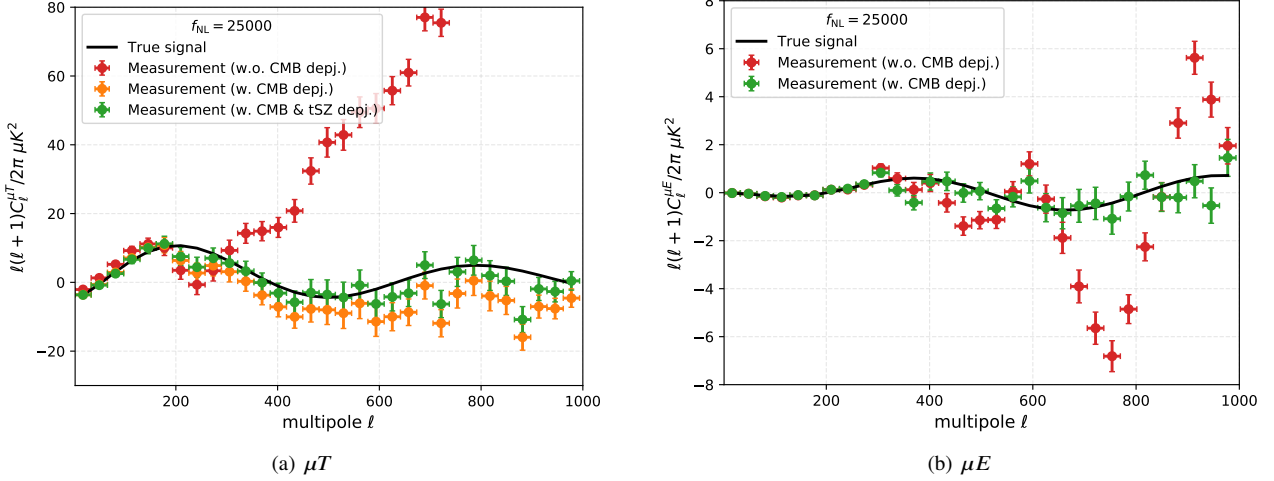 f_NL = 25000
True signal
Measurement (w.o. CMB depj.)
Measurement (w. CMB depj.)
Measurement (w. CMB & tSZ depj.)
80
60
40
20
0
−20
ℓ(ℓ + 1)C_ℓ^{μT}/2π μK²
200
400
600
800
1000
multipole ℓ
(a) μT
f_NL = 25000
True signal
Measurement (w.o. CMB depj.)
Measurement (w. CMB depj.)
8
6
4
2
0
−2
−4
−6
−8
ℓ(ℓ + 1)C_ℓ^{μE}/2π μK²
200
400
600
800
1000
multipole ℓ
(b) μE